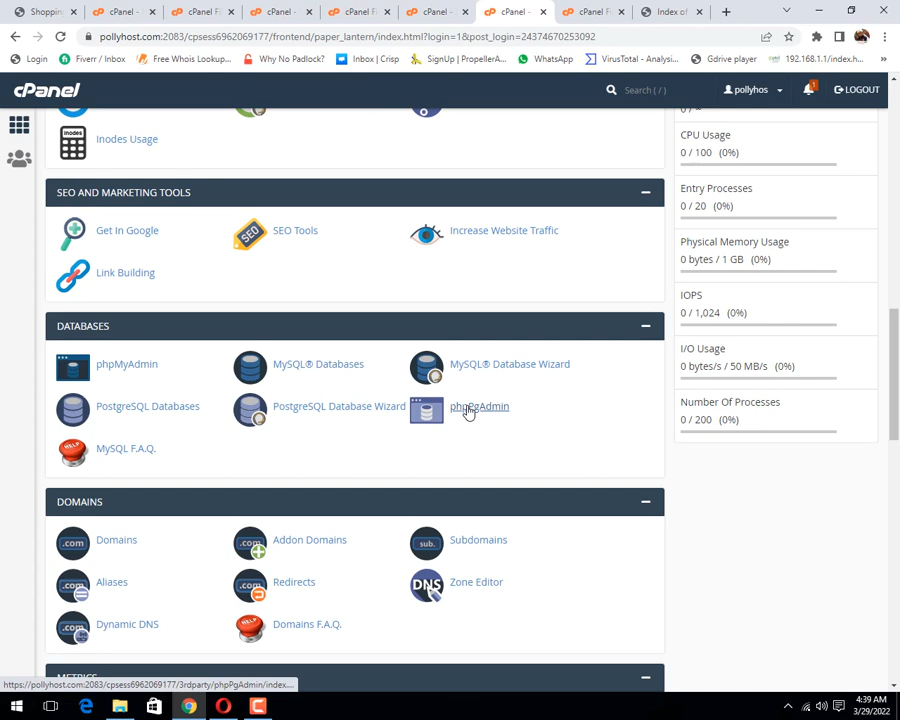 Shopping
cPanel -
cPanel F
cPanel -
cPanel Fi
cPanel -
cPanel -
cPanel F
Index of
pollyhost.com:2083/cpsess6962069177/frontend/paper_lantern/index.html?login=1&post_login=24374670253092
Login
Fiverr / Inbox
Free Whois Lookup...
Why No Padlock?
Inbox | Crisp
SignUp | PropellerA...
WhatsApp
VirusTotal - Analysi...
Gdrive player
192.168.1.1/index.h...
cPanel
Search ( / )
pollyhos
1
LOGOUT
Inodes Usage
SEO AND MARKETING TOOLS
Get In Google
SEO Tools
Increase Website Traffic
Link Building
DATABASES
phpMyAdmin
MySQL® Databases
MySQL® Database Wizard
PostgreSQL Databases
PostgreSQL Database Wizard
phpPgAdmin
MySQL F.A.Q.
DOMAINS
Domains
Addon Domains
Subdomains
Aliases
Redirects
Zone Editor
Dynamic DNS
Domains F.A.Q.
CPU Usage
0 / 100 (0%)
Entry Processes
0 / 20 (0%)
Physical Memory Usage
0 bytes / 1 GB (0%)
IOPS
0 / 1,024 (0%)
I/O Usage
0 bytes/s / 50 MB/s (0%)
Number Of Processes
0 / 200 (0%)
https://pollyhost.com:2083/cpsess6962069177/3rdparty/phpPgAdmin/index....
4:39 AM
3/29/2022